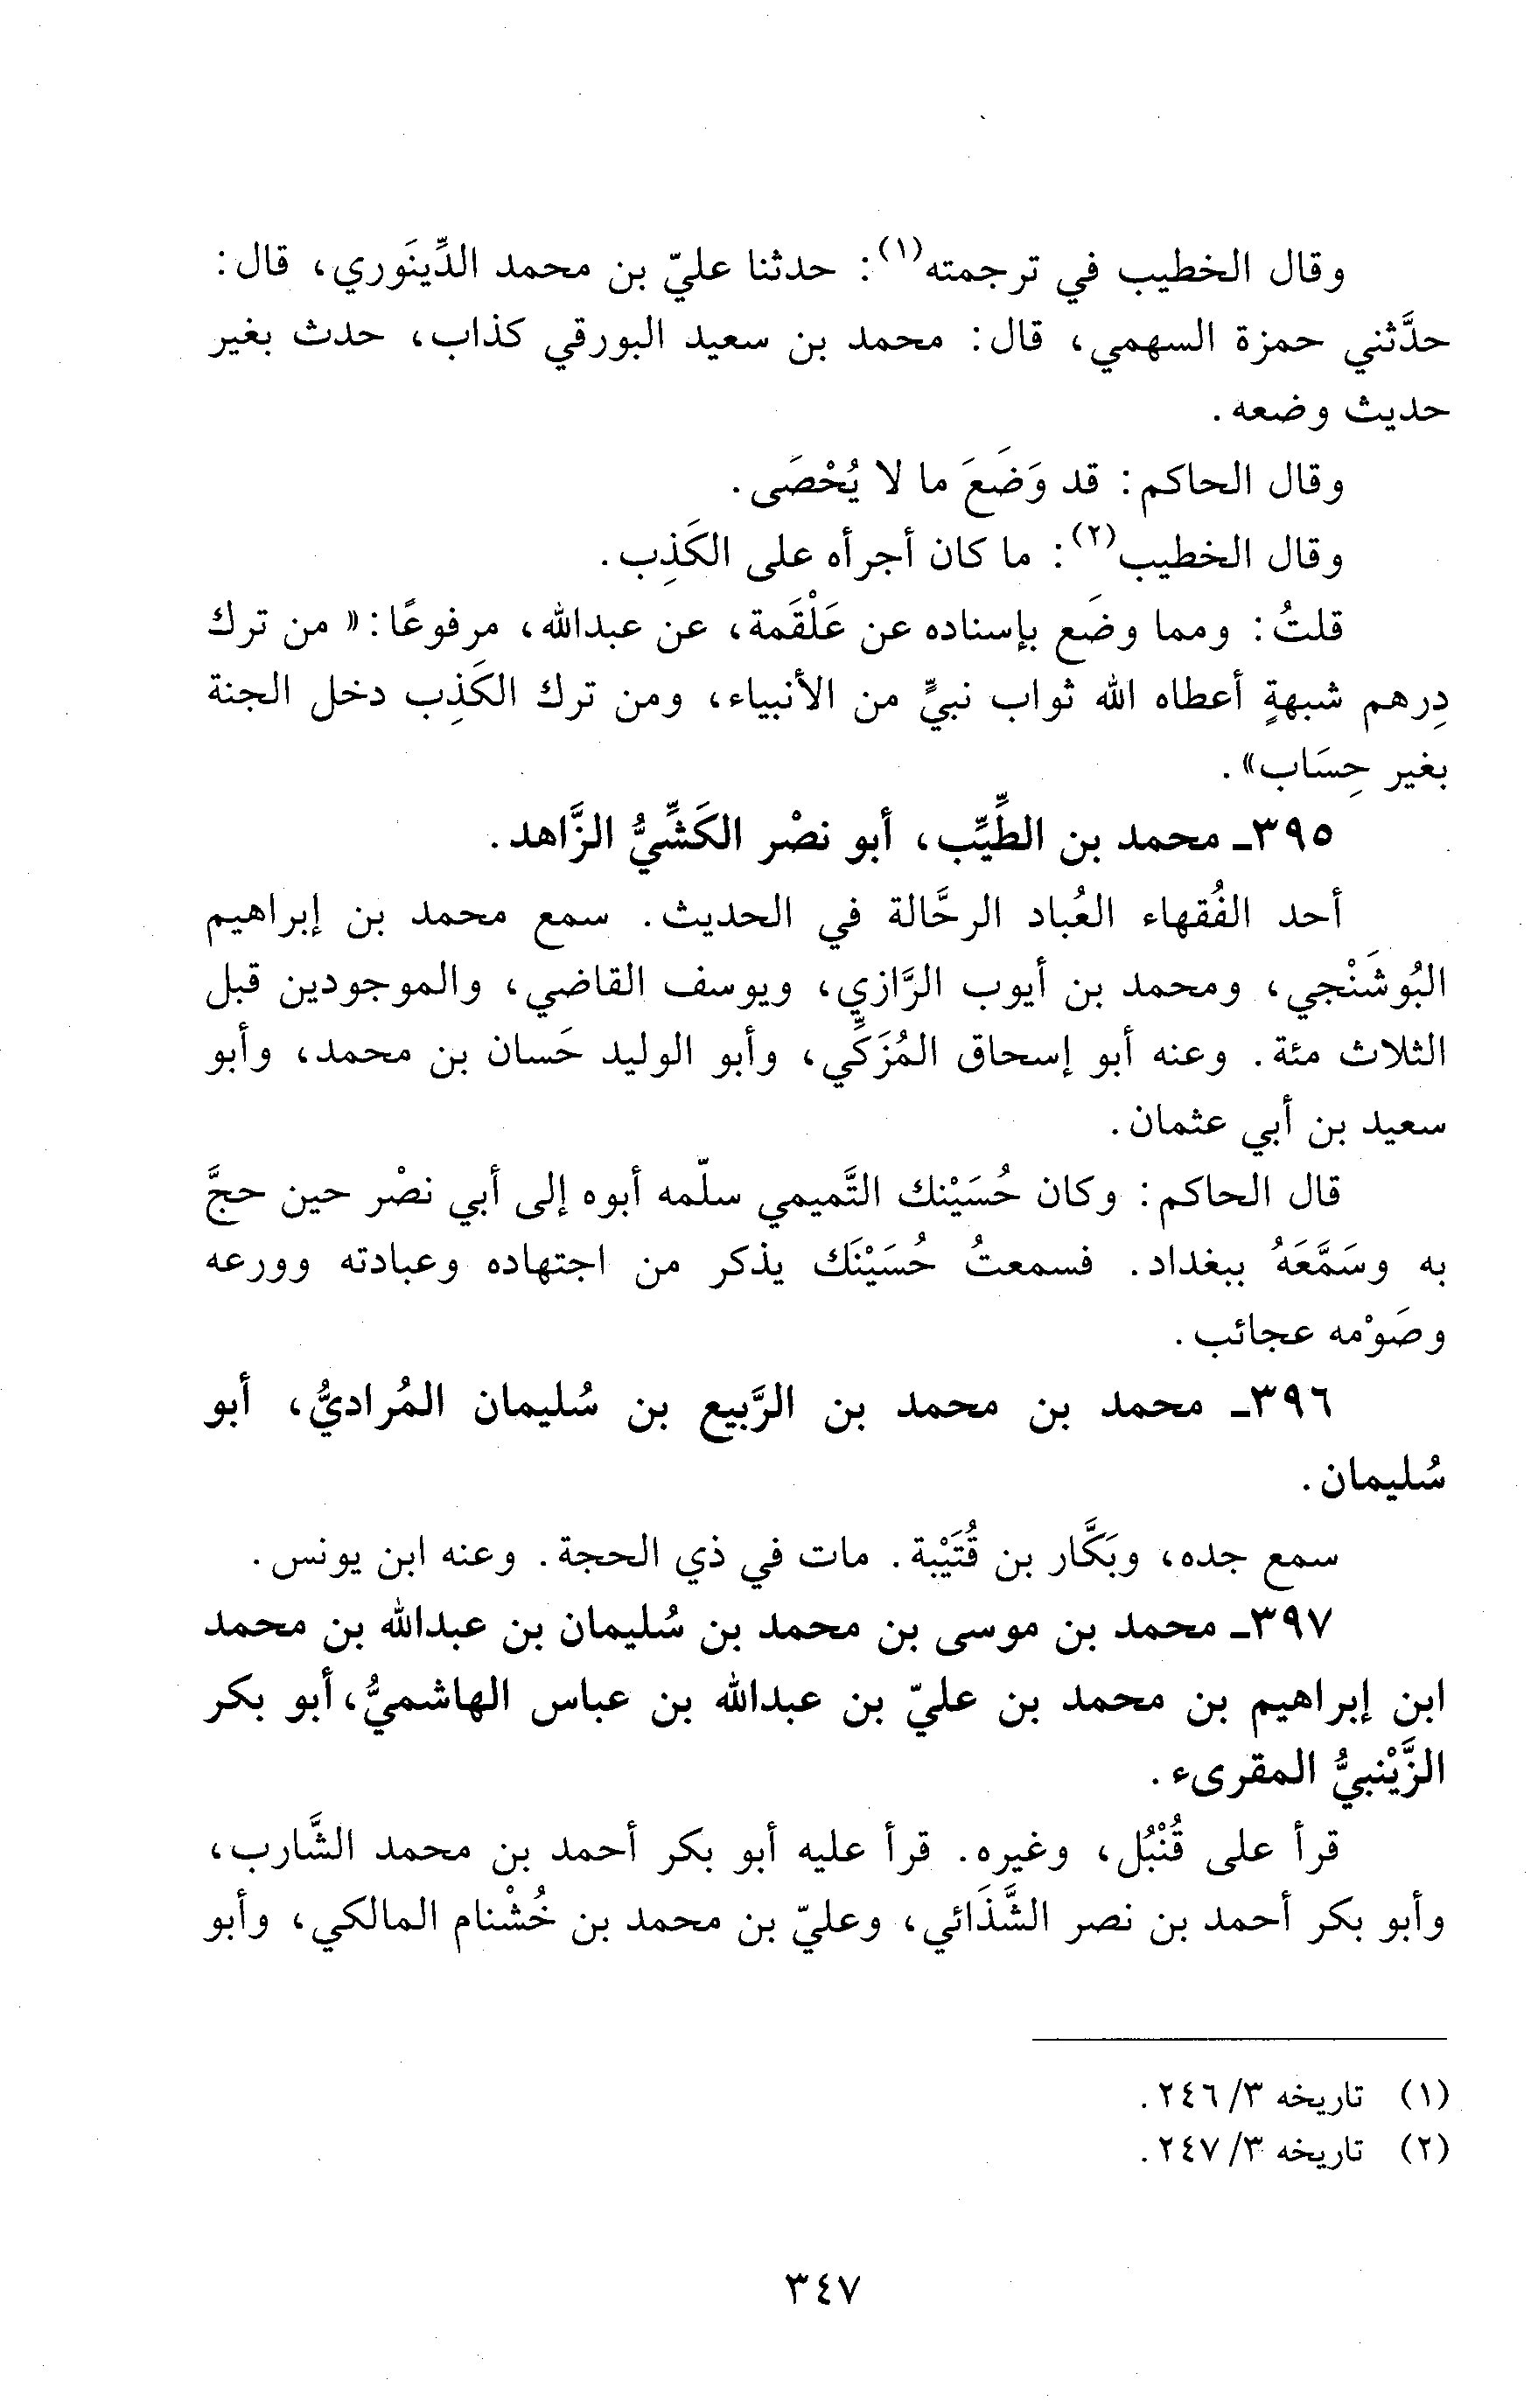 وقال الخطيب في ترجمته(١): حدثنا عليّ بن محمد الدِّينَوري، قال:
حدَّثني حمزة السهمي، قال: محمد بن سعيد البورقي كذاب، حدث بغير
حديث وضعه.
وقال الحاكم: قد وَضَعَ ما لا يُحْصَى.
وقال الخطيب(٢): ما كان أجرأه على الكَذِب.
قلتُ: ومما وضَع بإسناده عن عَلْقَمة، عن عبدالله، مرفوعًا: «من ترك
دِرهم شبهةٍ أعطاه الله ثواب نبيٍّ من الأنبياء، ومن ترك الكَذِب دخل الجنة
بغير حِسَاب».
٣٩٥ـ محمد بن الطيِّب، أبو نصْر الكَشِّيُّ الزَّاهد.
أحد الفُقهاء العُباد الرحَّالة في الحديث. سمع محمد بن إبراهيم
البُوشَنْجي، ومحمد بن أيوب الرَّازي، ويوسف القاضي، والموجودين قبل
الثلاث مئة. وعنه أبو إسحاق المُزَكِّي، وأبو الوليد حَسان بن محمد، وأبو
سعيد بن أبي عثمان.
قال الحاكم: وكان حُسَيْنك التَّميمي سلّمه أبوه إلى أبي نصْر حين حجَّ
به وسَمَّعَهُ ببغداد. فسمعتُ حُسَيْنَك يذكر من اجتهاده وعبادته وورعه
وصَوْمه عجائب.
٣٩٦ـ محمد بن محمد بن الرَّبيع بن سُليمان المُراديُّ، أبو
سُليمان.
سمع جده، وبَكَّار بن قُتَيْبة. مات في ذي الحجة. وعنه ابن يونس.
٣٩٧ـ محمد بن موسى بن محمد بن سُليمان بن عبدالله بن محمد
ابن إبراهيم بن محمد بن عليّ بن عبدالله بن عباس الهاشميُّ، أبو بكر
الزَّيْنبيُّ المقرىء.
قرأ على قُنْبُل، وغيره. قرأ عليه أبو بكر أحمد بن محمد الشَّارب،
وأبو بكر أحمد بن نصر الشَّذَائي، وعليّ بن محمد بن خُشْنام المالكي، وأبو
(١) تاريخه ٣/ ٢٤٦.
(٢) تاريخه ٣/ ٢٤٧.
٣٤٧